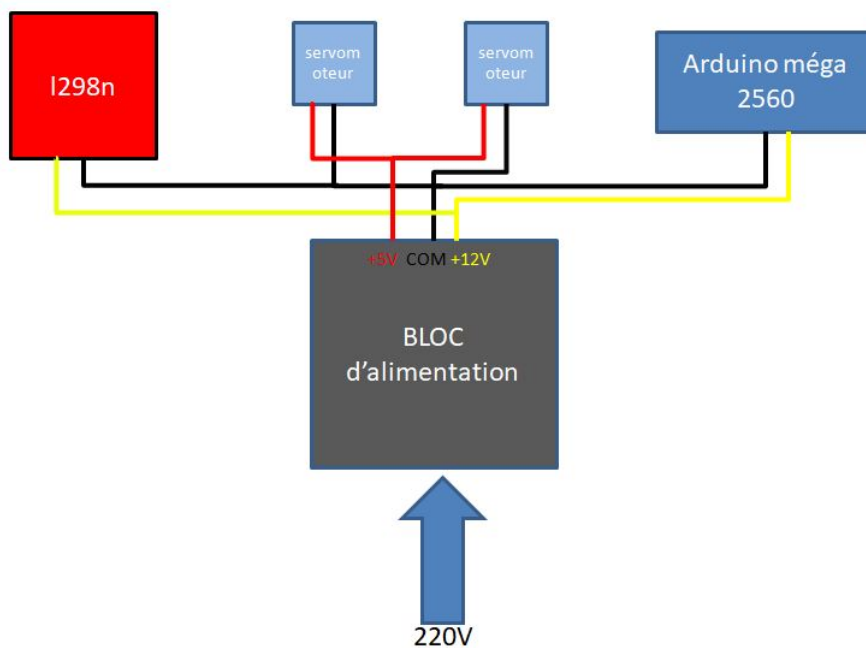 l298n
servom
oteur
servom
oteur
Arduino méga
2560
+5V COM +12V
BLOC
d'alimentation
220V